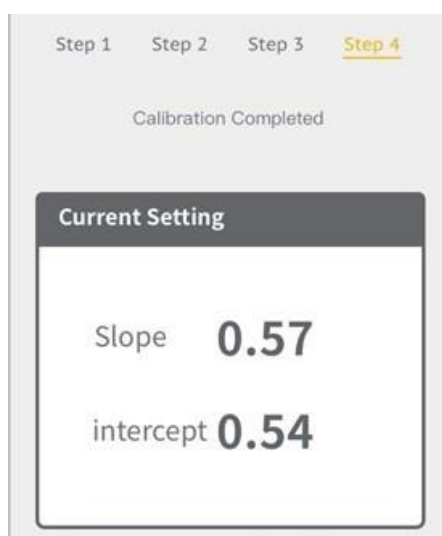 Step 1 Step 2 Step 3 Step 4
Calibration Completed
Current Setting
Slope 0.57
intercept 0.54